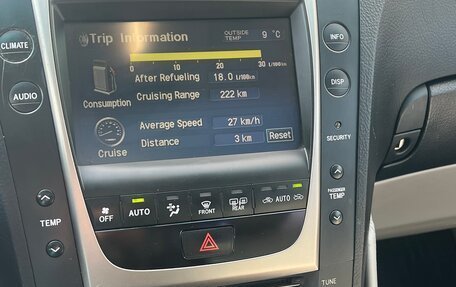 Trip Information
OUTSIDE TEMP 9 °C
INFO
CLIMATE
L/100km
0 10 20 30
After Refueling 18.0 L/100km
DISP
AUDIO
Consumption
Cruising Range 222 km
Average Speed 27 km/h
SECURITY
Cruise
Distance 3 km
Reset
OFF
AUTO
FRONT
REAR
AUTO
PASSENGER TEMP
TEMP
TUNE